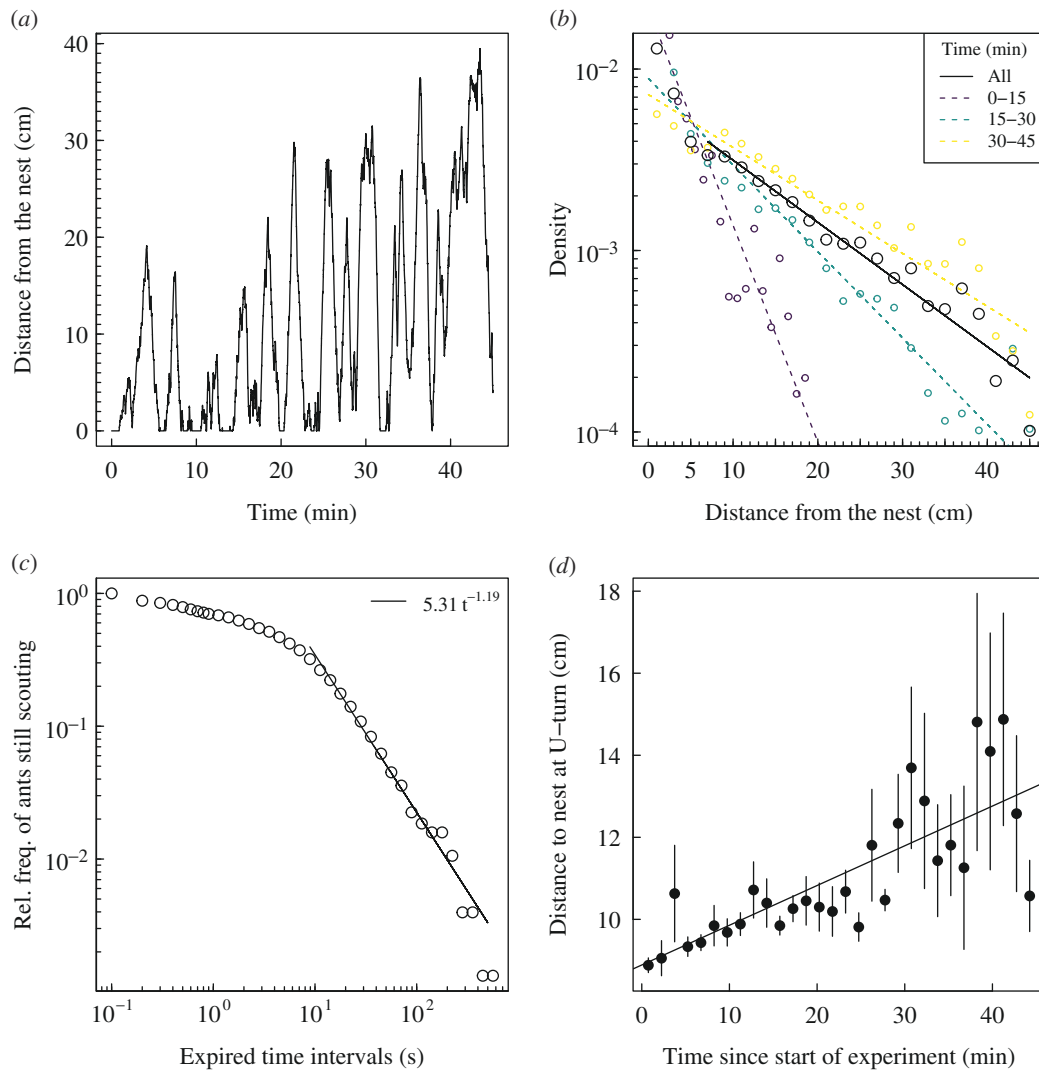 (a)
Distance from the nest (cm)
40
30
20
10
0
0 10 20 30 40
Time (min)
(b)
Density
10⁻²
10⁻³
10⁻⁴
Time (min)
All
0–15
15–30
30–45
0 5 10 20 30 40
Distance from the nest (cm)
(c)
Rel. freq. of ants still scouting
10⁰
10⁻¹
10⁻²
5.31 t⁻¹·¹⁹
10⁻¹ 10⁰ 10¹ 10²
Expired time intervals (s)
(d)
Distance to nest at U−turn (cm)
18
16
14
12
10
0 10 20 30 40
Time since start of experiment (min)